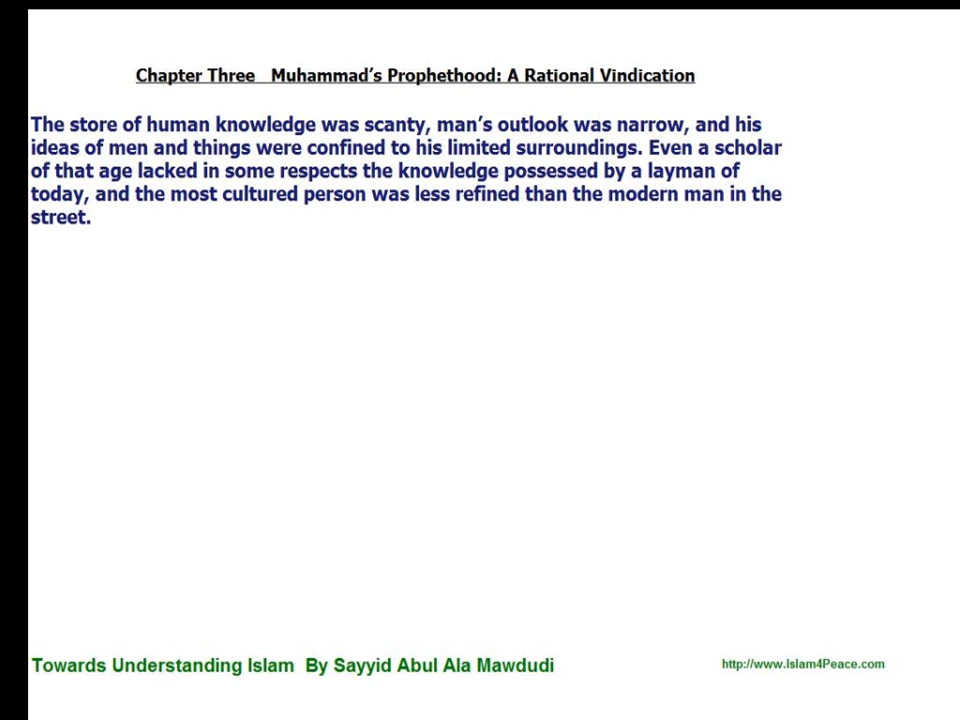 Chapter Three   Muhammad’s Prophethood: A Rational Vindication
The store of human knowledge was scanty, man’s outlook was narrow, and his
ideas of men and things were confined to his limited surroundings. Even a scholar
of that age lacked in some respects the knowledge possessed by a layman of
today, and the most cultured person was less refined than the modern man in the
street.
Towards Understanding Islam  By Sayyid Abul Ala Mawdudi
http://www.Islam4Peace.com